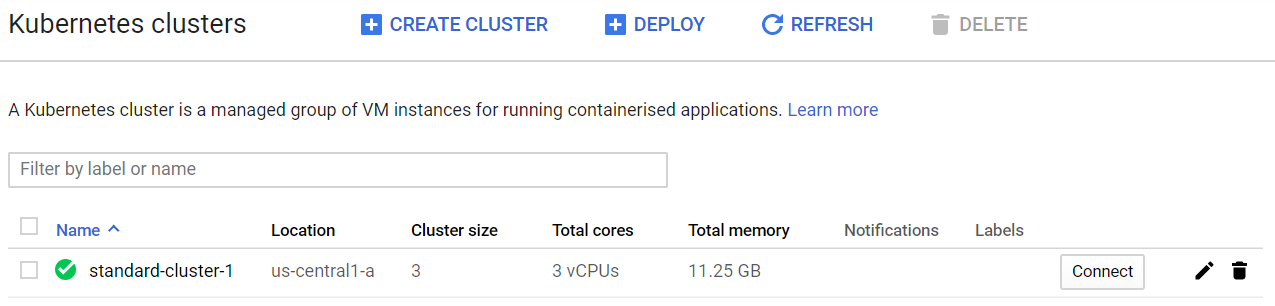 Kubernetes clusters CREATE CLUSTER DEPLOY REFRESH DELETE
A Kubernetes cluster is a managed group of VM instances for running containerised applications. Learn more
Filter by label or name
Name Location Cluster size Total cores Total memory Notifications Labels
standard-cluster-1 us-central1-a 3 3 vCPUs 11.25 GB Connect